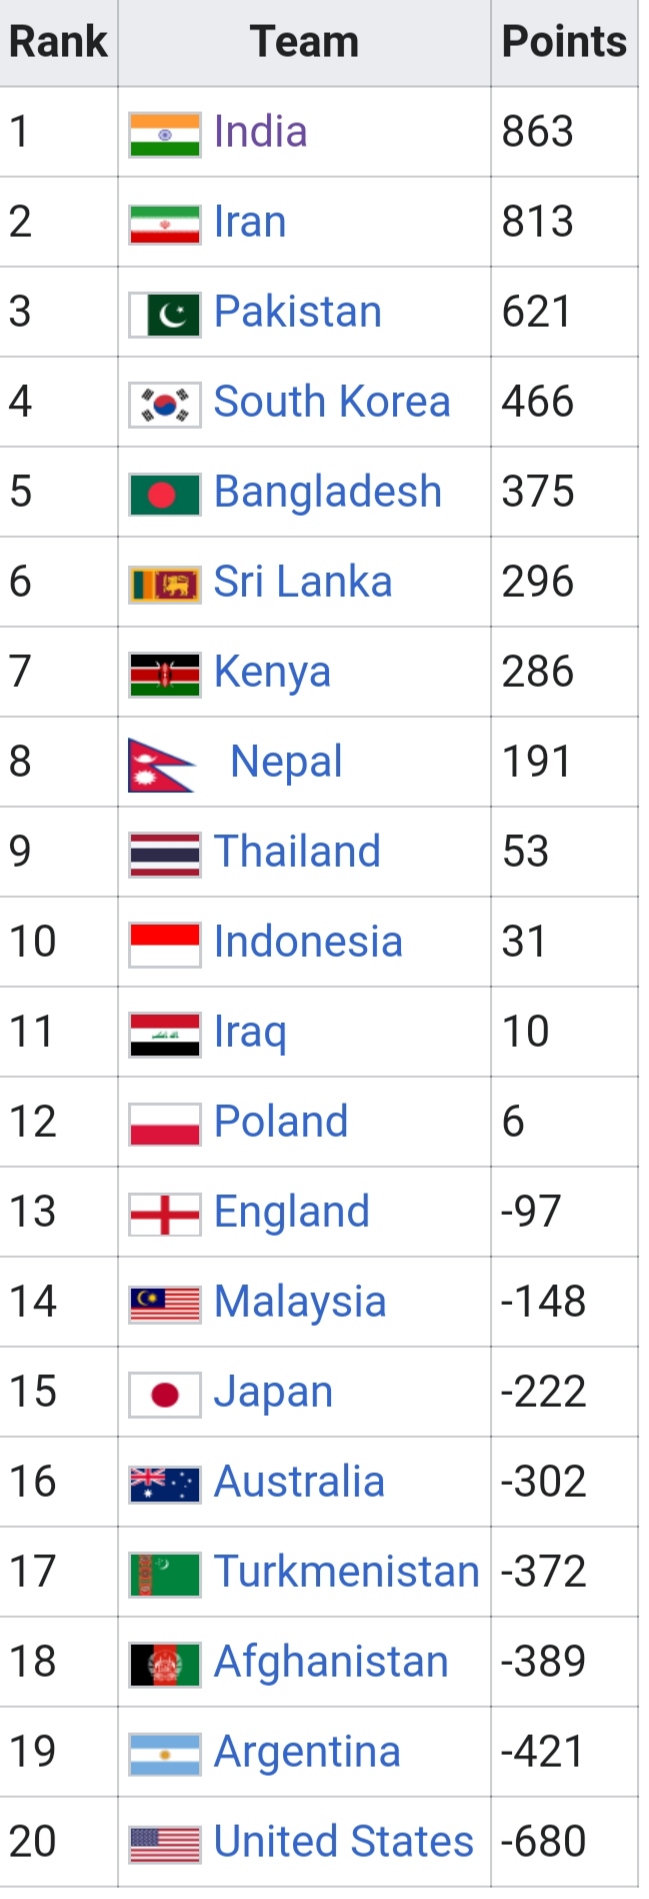 Rank Team Points
1 India 863
2 Iran 813
3 Pakistan 621
4 South Korea 466
5 Bangladesh 375
6 Sri Lanka 296
7 Kenya 286
8 Nepal 191
9 Thailand 53
10 Indonesia 31
11 Iraq 10
12 Poland 6
13 England -97
14 Malaysia -148
15 Japan -222
16 Australia -302
17 Turkmenistan -372
18 Afghanistan -389
19 Argentina -421
20 United States -680